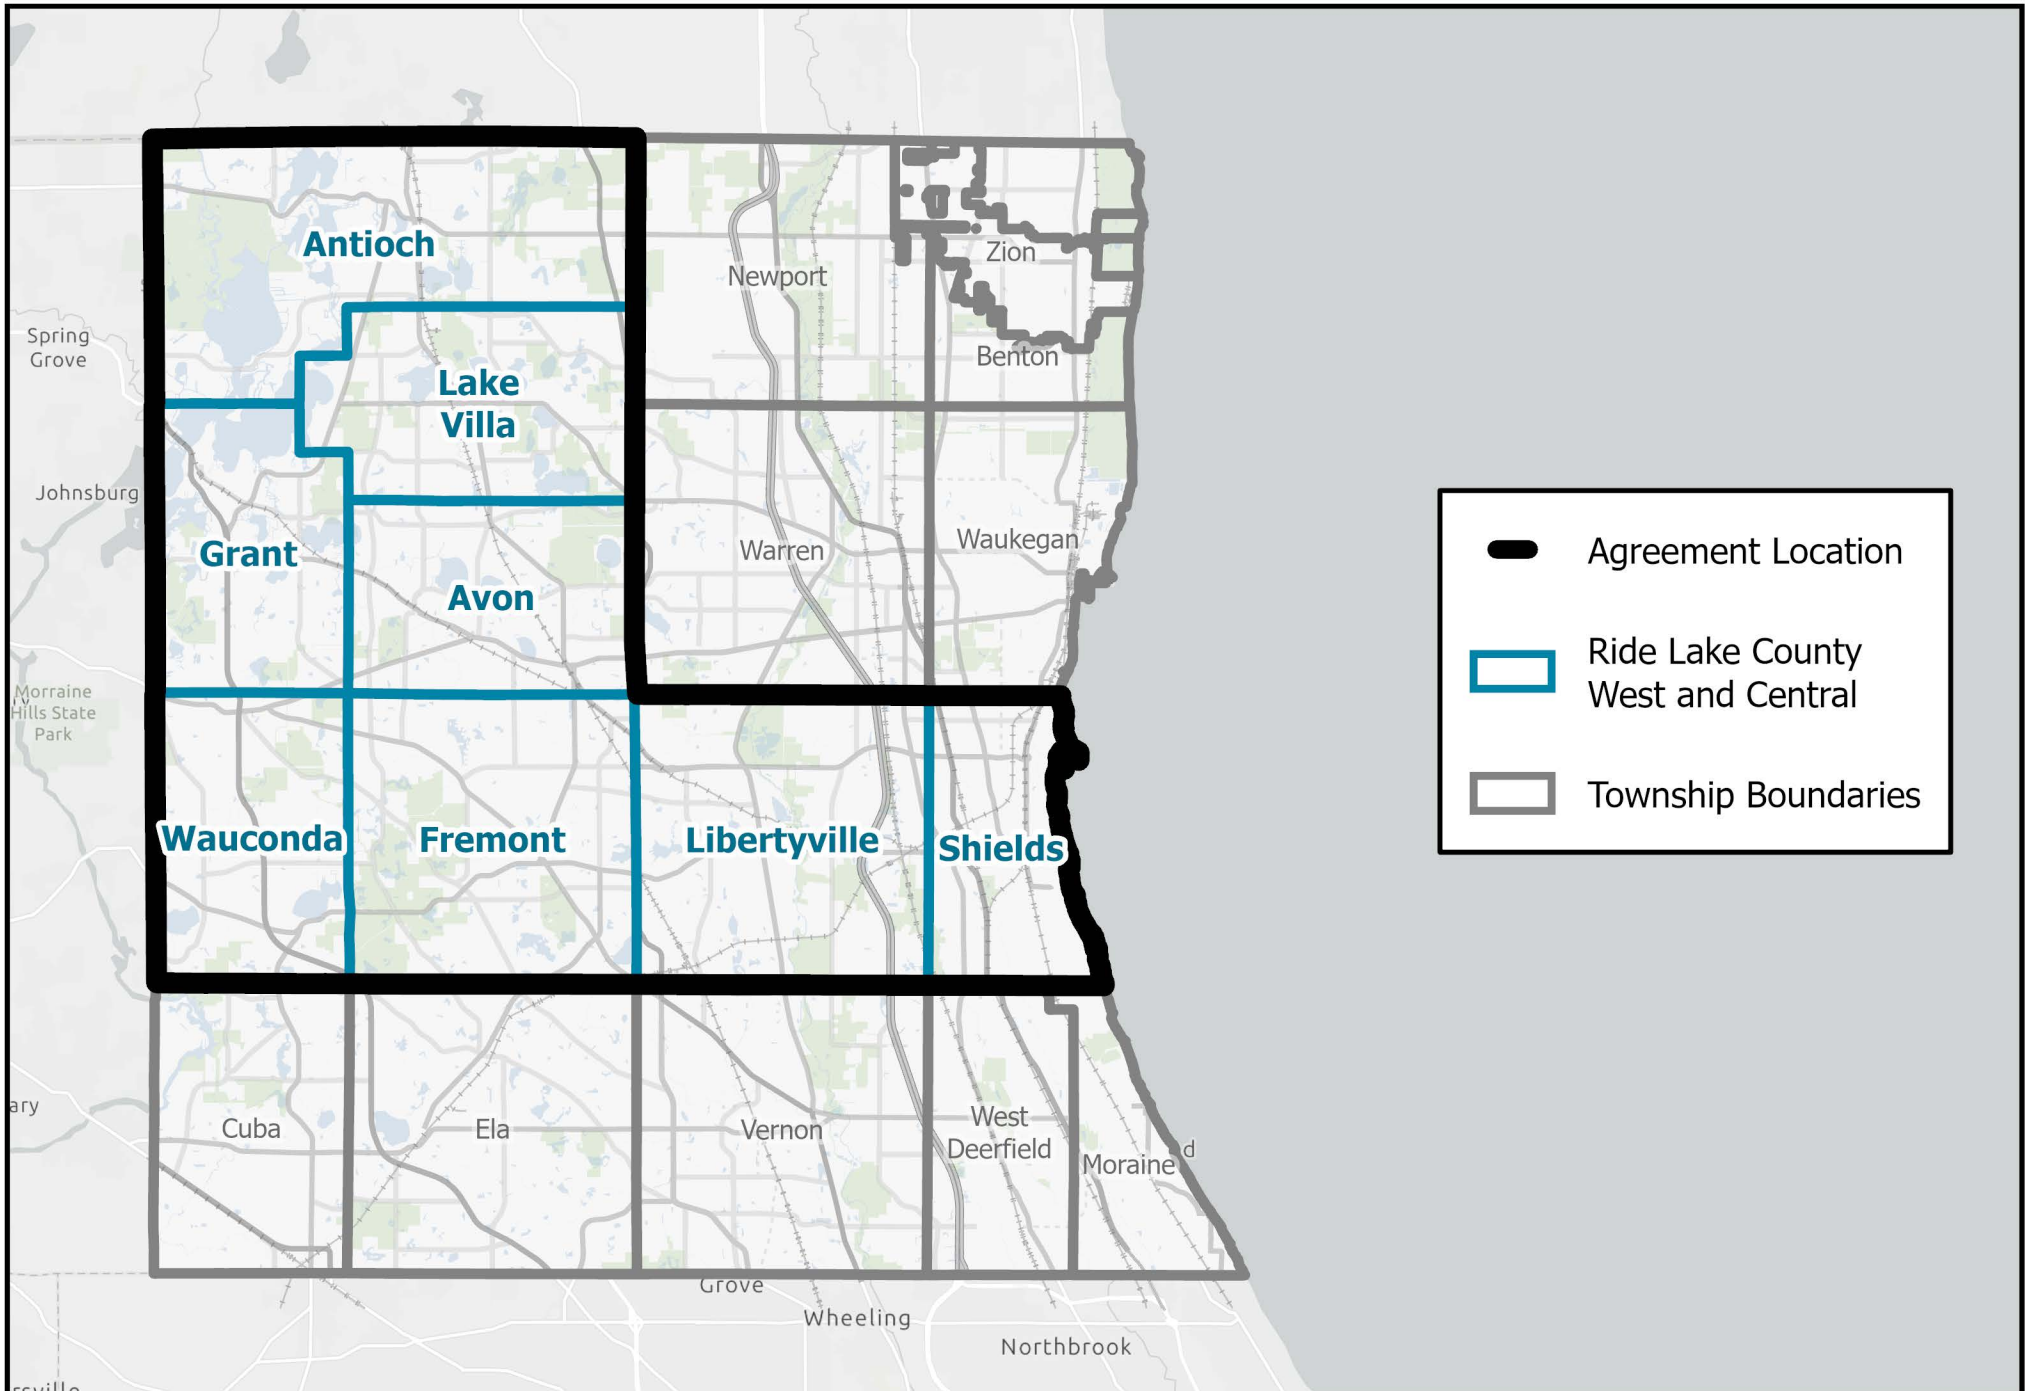 Antioch
Newport
Zion
Spring
Grove
Benton
Lake
Villa
Johnsburg
Waukegan
Warren
Grant
Avon
Agreement Location
Ride Lake County
West and Central
Morraine
Hills State
Park
Township Boundaries
Wauconda
Fremont
Libertyville
Shields
ary
Cuba
Ela
Vernon
West
Deerfield
Moraine
d
Grove
Wheeling
Northbrook